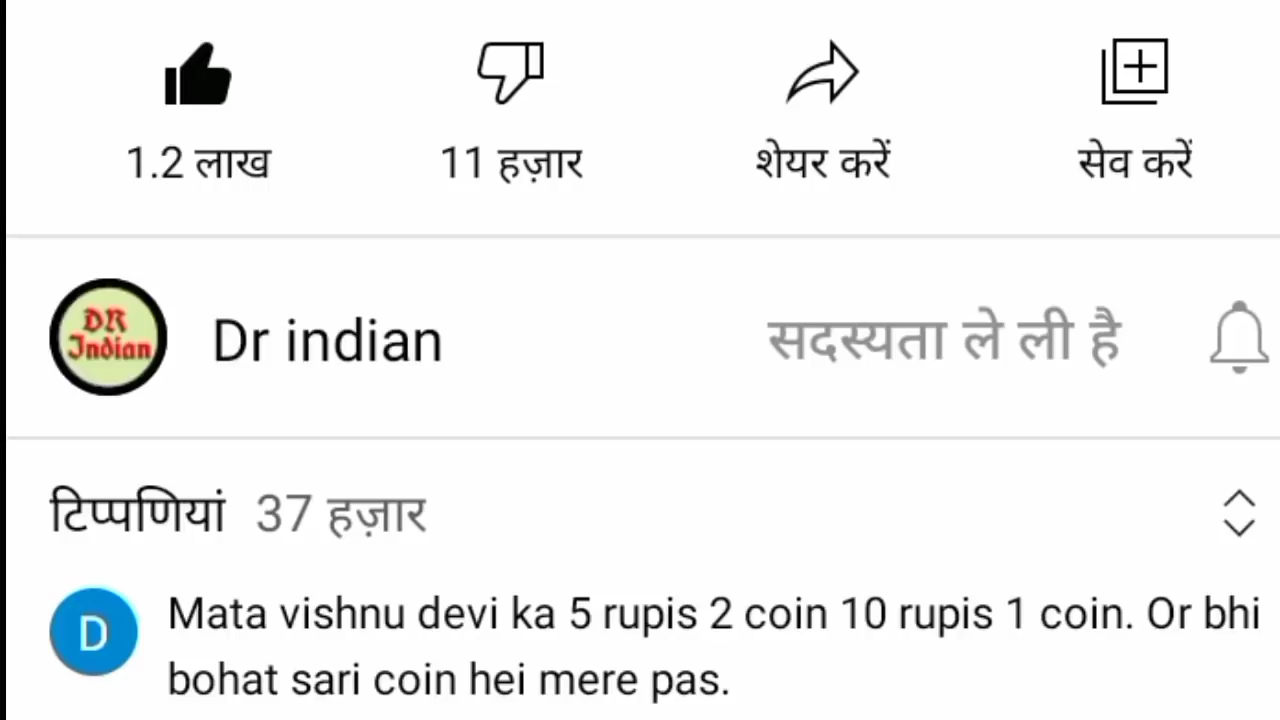 1.2 लाख 11 हज़ार शेयर करें सेव करें
DR
Indian
Dr indian सदस्यता ले ली है
टिप्पणियां 37 हज़ार
D
Mata vishnu devi ka 5 rupis 2 coin 10 rupis 1 coin. Or bhi
bohat sari coin hei mere pas.